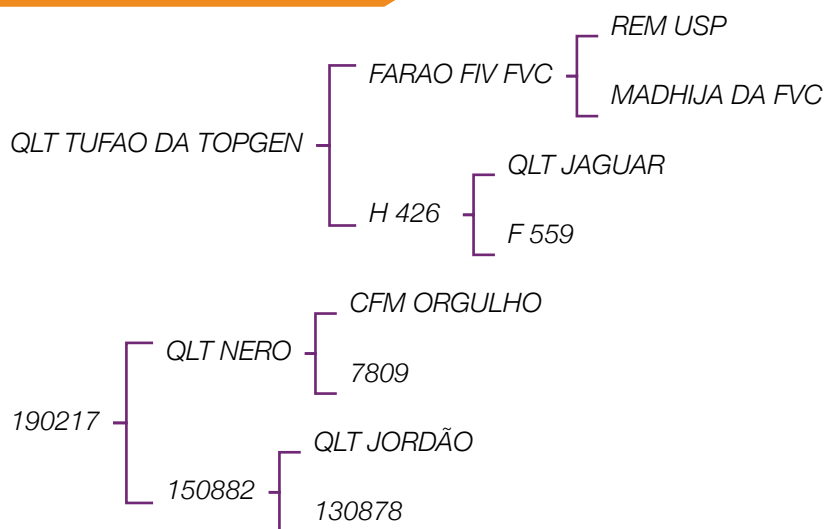 REM USP
FARAO FIV FVC
MADHIJA DA FVC
QLT TUFAO DA TOPGEN
QLT JAGUAR
H 426
F 559
CFM ORGULHO
QLT NERO
7809
190217
QLT JORDÃO
150882
130878